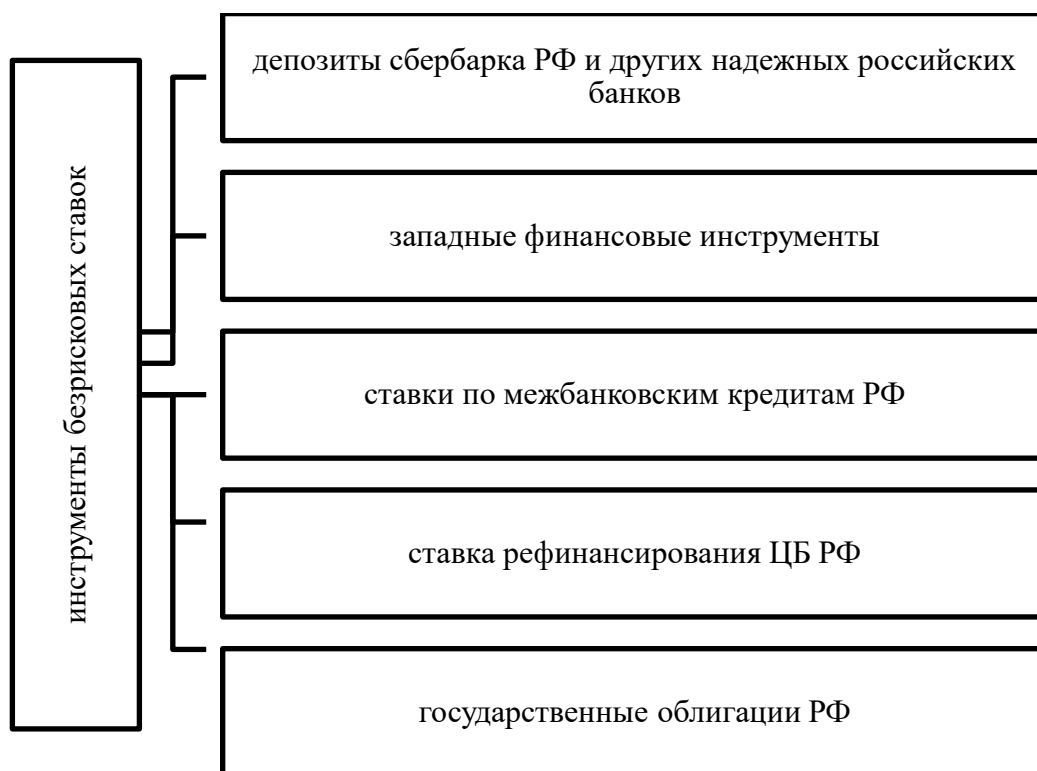 инструменты безрисковых ставок
депозиты сбербарка РФ и других надежных российских
банков
западные финансовые инструменты
ставки по межбанковским кредитам РФ
ставка рефинансирования ЦБ РФ
государственные облигации РФ